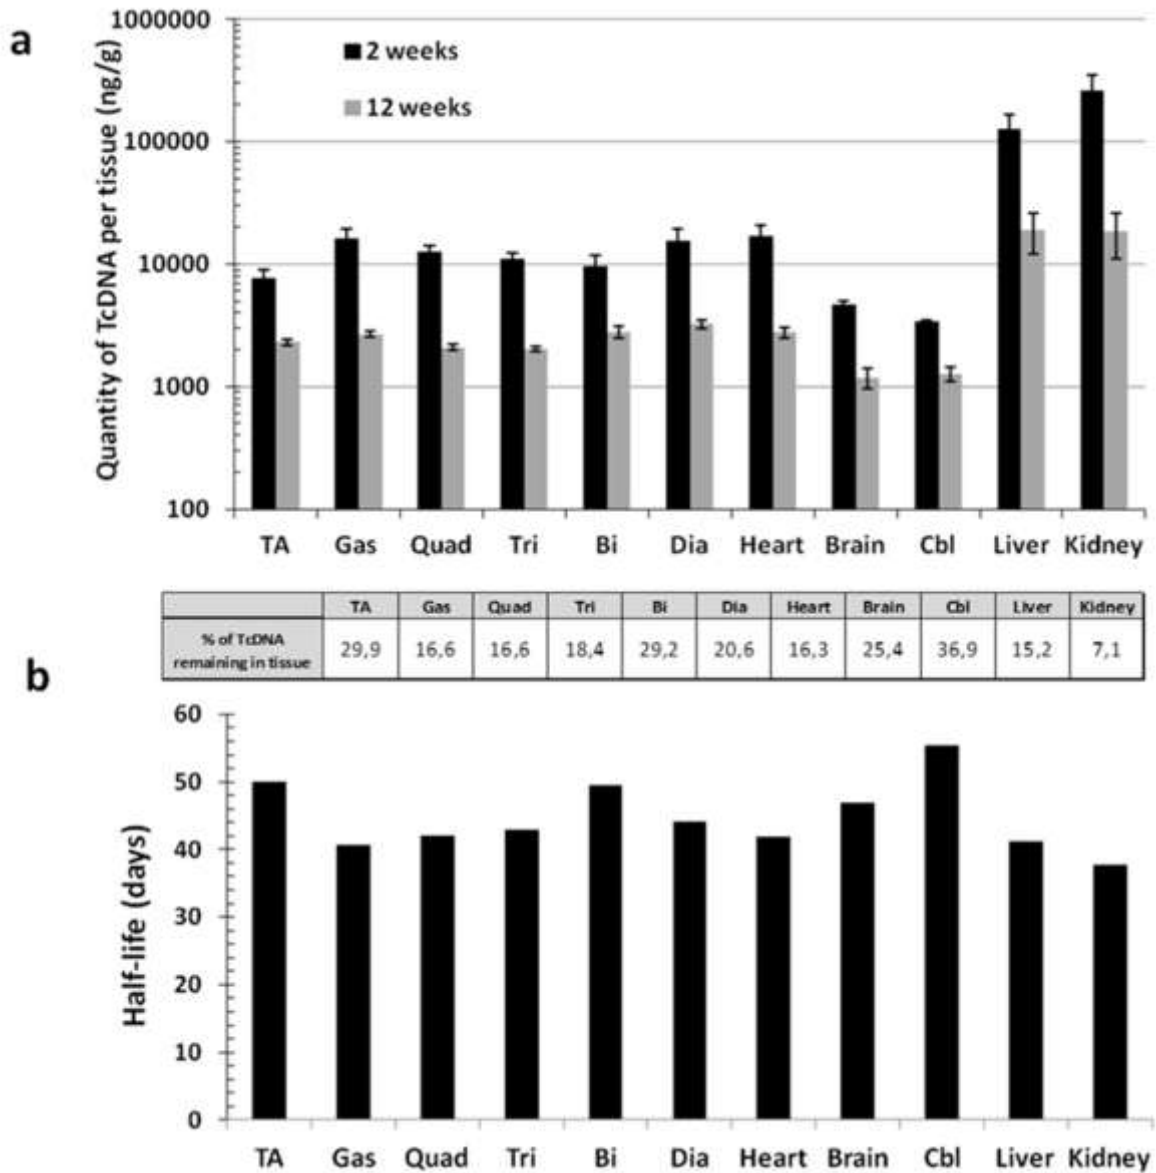 a
Quantity of TcDNA per tissue (ng/g)
1000000
100000
10000
1000
100
2 weeks
12 weeks
TA Gas Quad Tri Bi Dia Heart Brain Cbl Liver Kidney
TA Gas Quad Tri Bi Dia Heart Brain Cbl Liver Kidney
% of TcDNA
remaining in tissue
29,9 16,6 16,6 18,4 29,2 20,6 16,3 25,4 36,9 15,2 7,1
b
Half-life (days)
60
50
40
30
20
10
0
TA Gas Quad Tri Bi Dia Heart Brain Cbl Liver Kidney